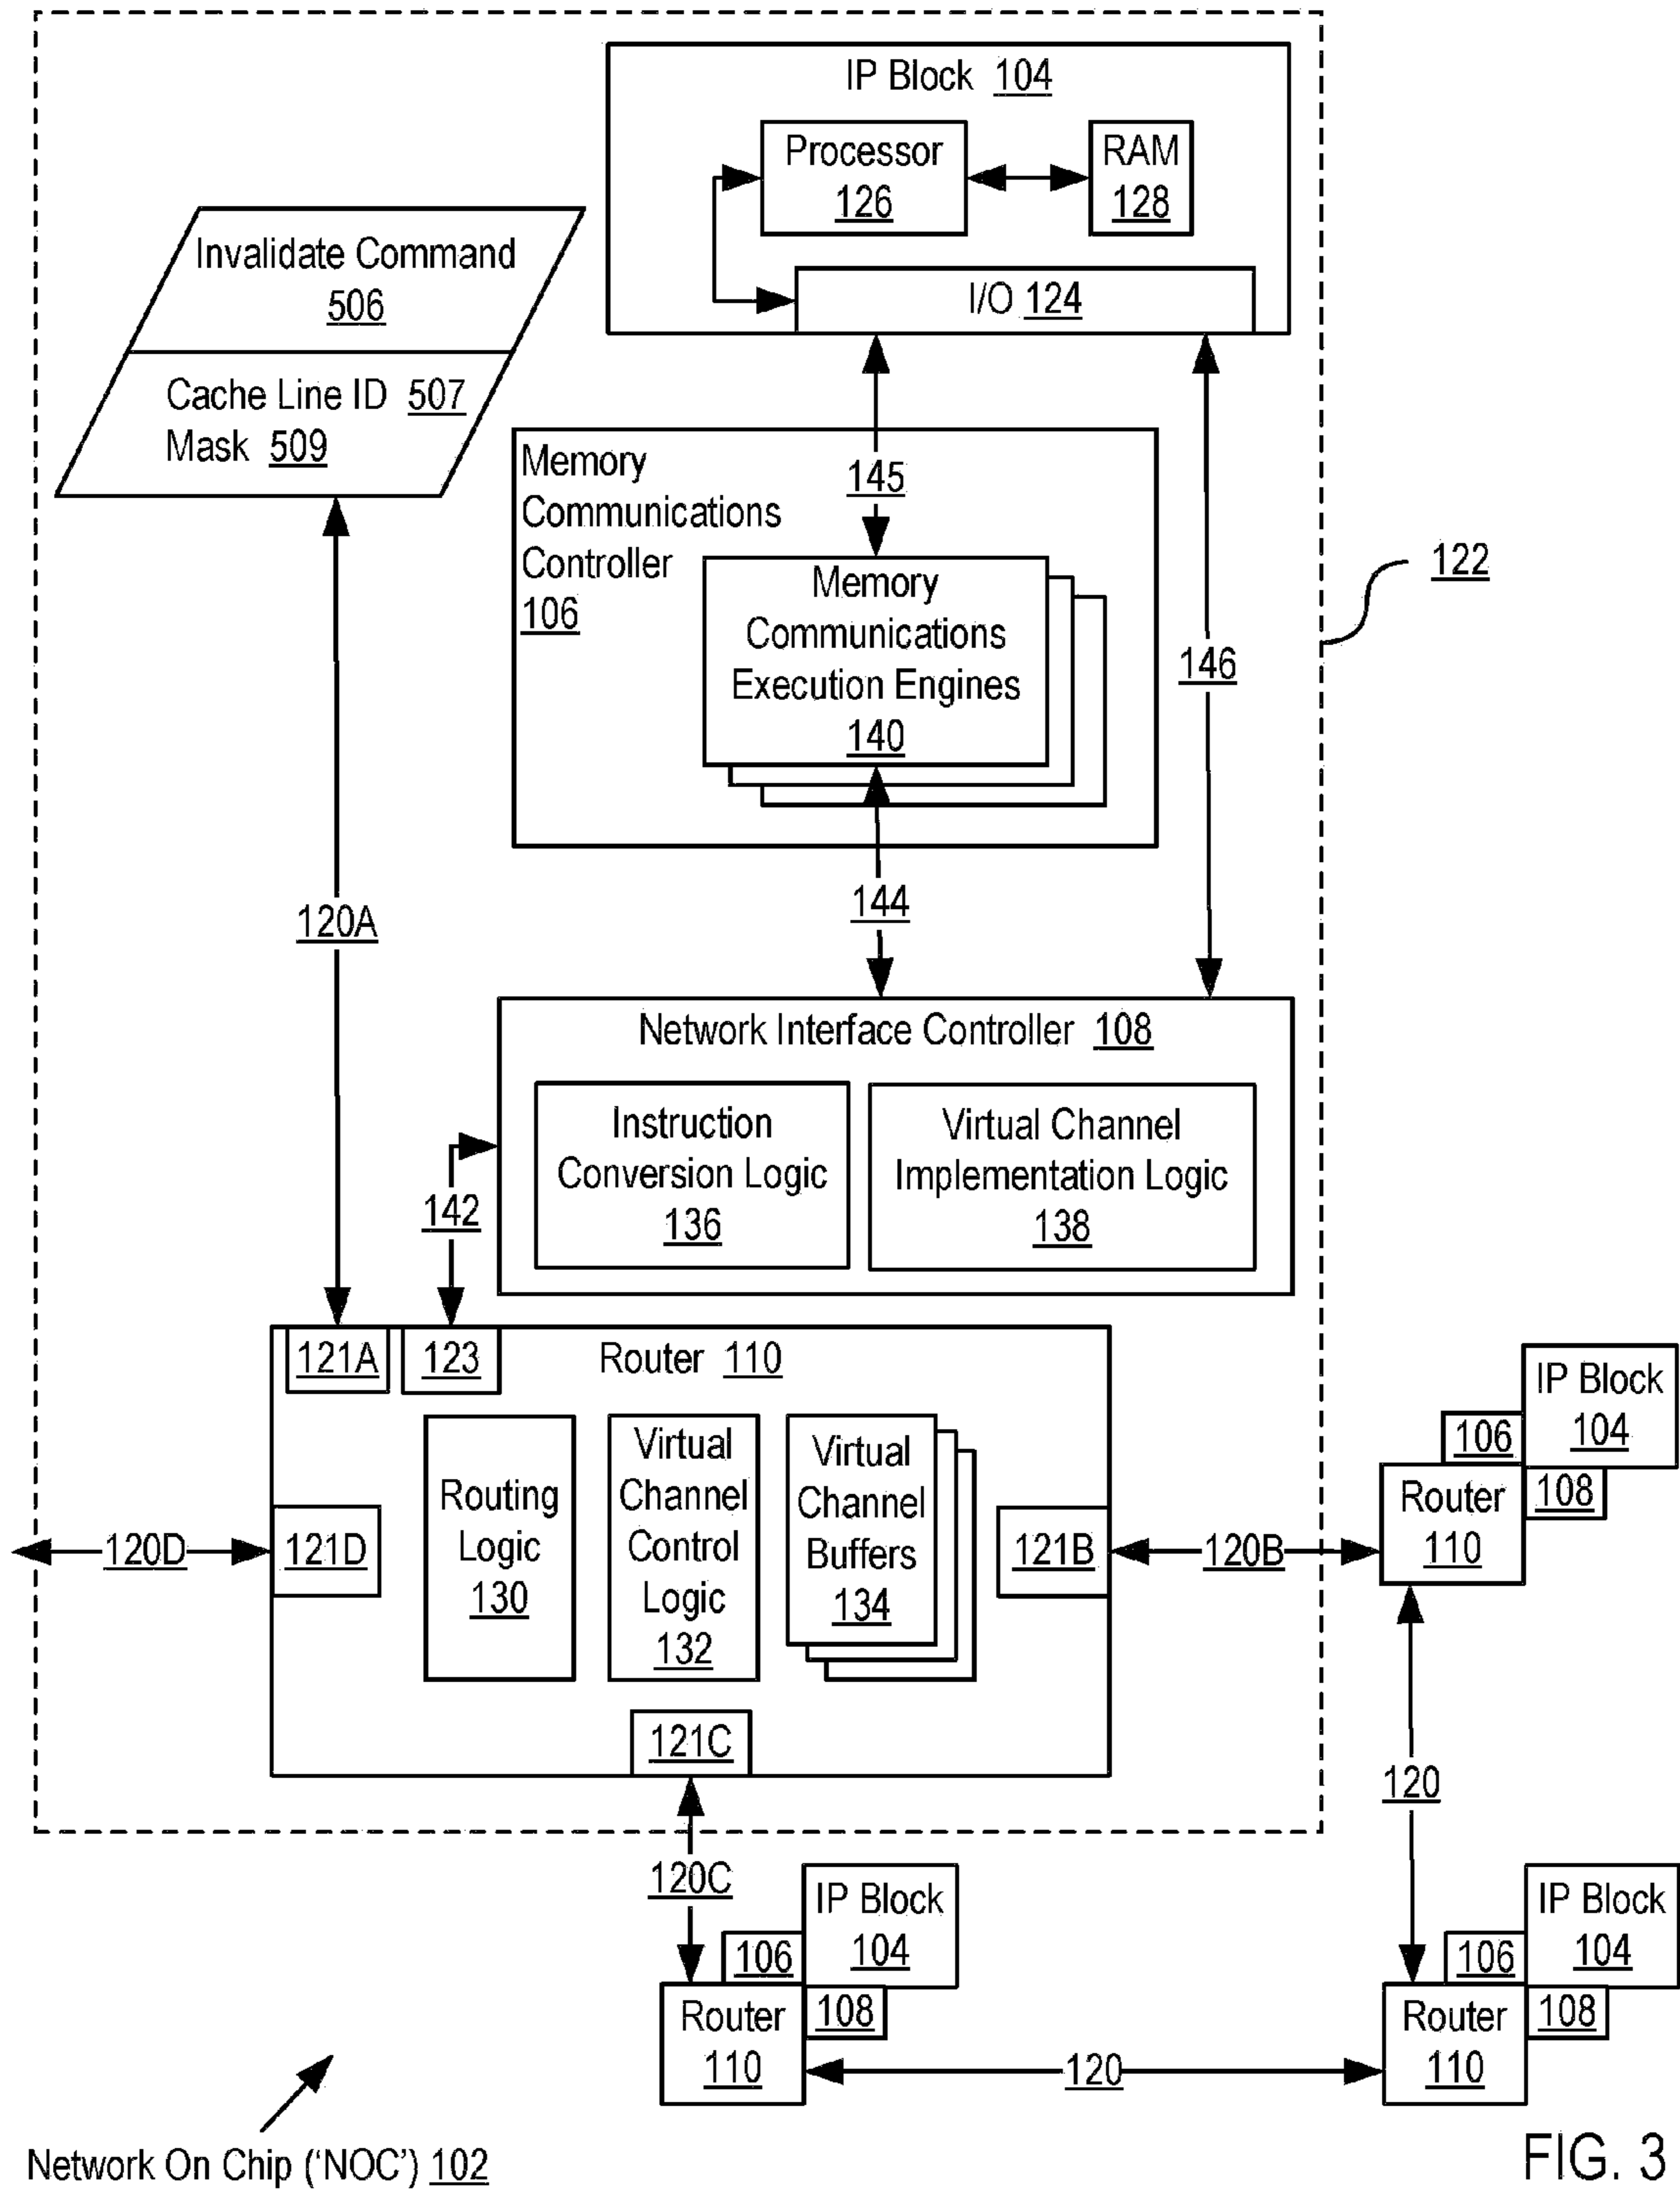 IP Block 104
Processor
126
RAM
128
I/O 124
Invalidate Command
506
Cache Line ID 507
Mask 509
Memory
Communications
Controller
106
145
Memory
Communications
Execution Engines
140
122
146
144
120A
Network Interface Controller 108
Instruction
Conversion Logic
136
Virtual Channel
Implementation Logic
138
142
121A
123
Router 110
Routing
Logic
130
Virtual
Channel
Control
Logic
132
Virtual
Channel
Buffers
134
120D
121D
121B
120B
121C
IP Block
104
106
108
Router
110
120
120C
IP Block
104
106
108
Router
110
120
IP Block
104
106
108
Router
110
Network On Chip (‘NOC’) 102
FIG. 3